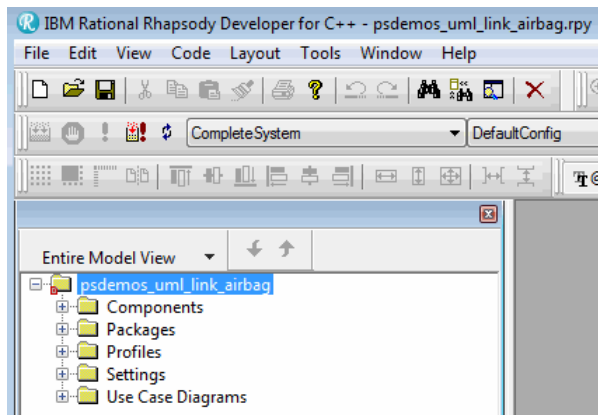 IBM Rational Rhapsody Developer for C++ - psdemos_uml_link_airbag.rpy
File Edit View Code Layout Tools Window Help
CompleteSystem DefaultConfig
Entire Model View
psdemos_uml_link_airbag
Components
Packages
Profiles
Settings
Use Case Diagrams